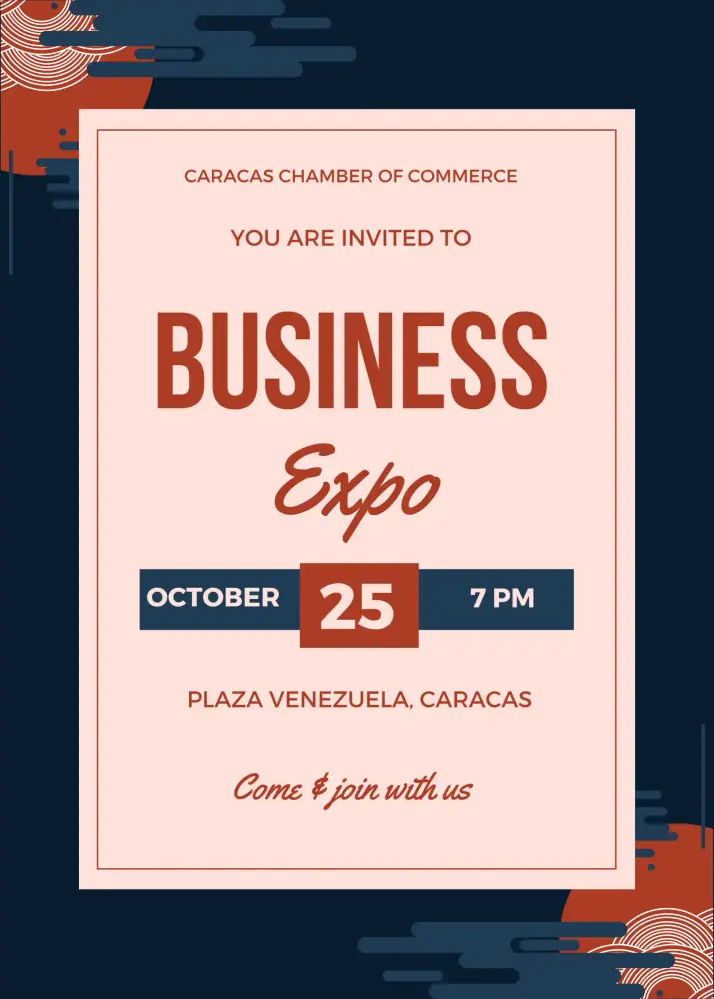 CARACAS CHAMBER OF COMMERCE
YOU ARE INVITED TO
BUSINESS
Expo
OCTOBER 25 7 PM
PLAZA VENEZUELA, CARACAS
Come & join with us